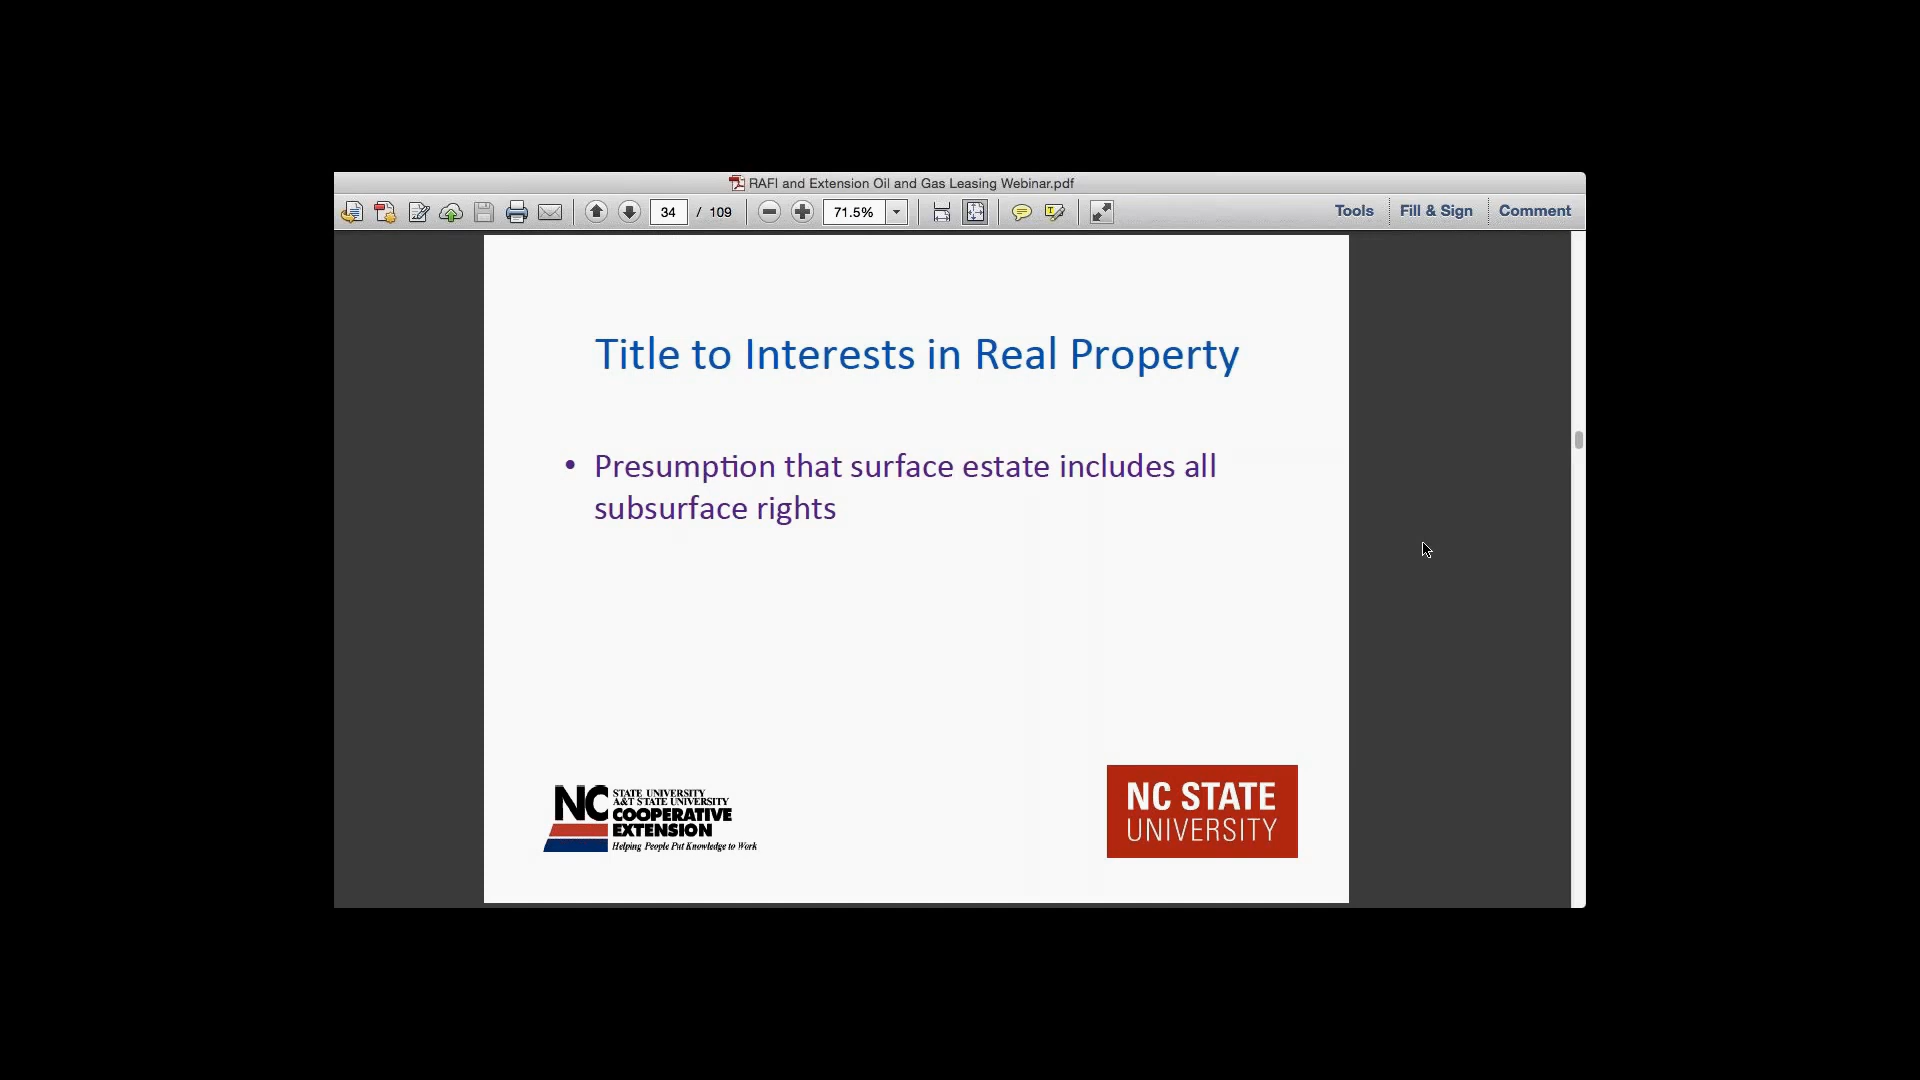 RAFI and Extension Oil and Gas Leasing Webinar.pdf
34 / 109 71.5% Tools Fill & Sign Comment
Title to Interests in Real Property
• Presumption that surface estate includes all
subsurface rights
NC STATE UNIVERSITY
A&T STATE UNIVERSITY
COOPERATIVE
EXTENSION
Helping People Put Knowledge to Work
NC STATE
UNIVERSITY